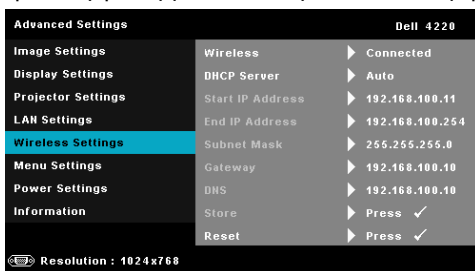 Advanced Settings Dell 4220
Image Settings Wireless Connected
Display Settings DHCP Server Auto
Projector Settings Start IP Address 192.168.100.11
LAN Settings End IP Address 192.168.100.254
Wireless Settings Subnet Mask 255.255.255.0
Menu Settings Gateway 192.168.100.10
Power Settings DNS 192.168.100.10
Information Store Press ✓
Reset Press ✓
Resolution : 1024x768